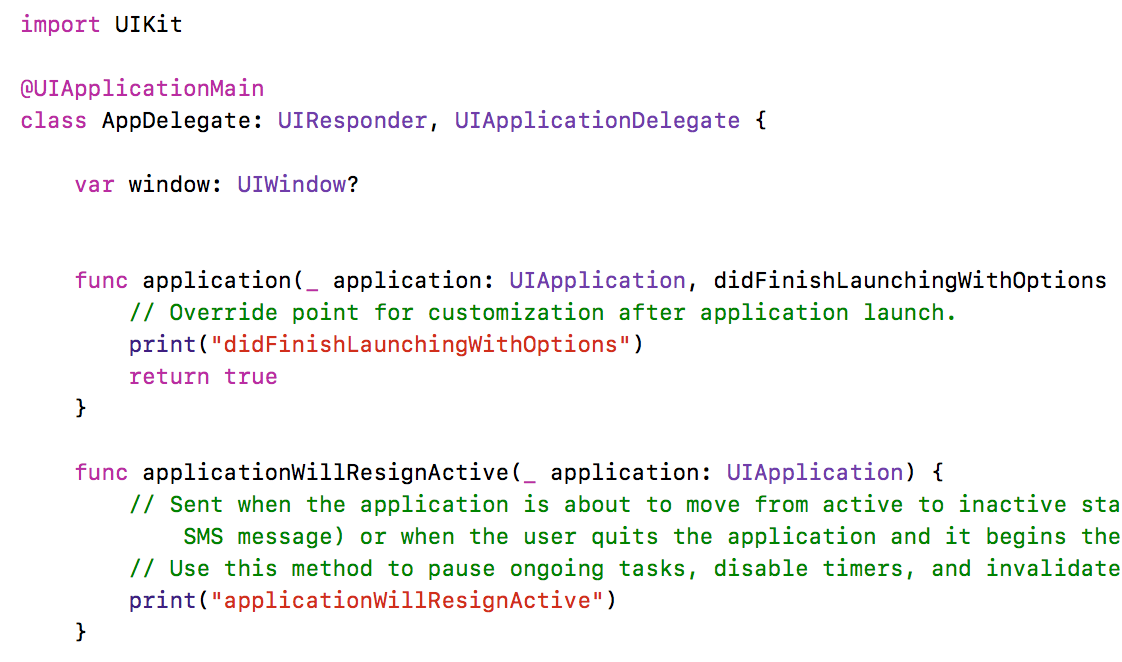 import UIKit
@UIApplicationMain
class AppDelegate: UIResponder, UIApplicationDelegate {
var window: UIWindow?
func application(_ application: UIApplication, didFinishLaunchingWithOptions
// Override point for customization after application launch.
print("didFinishLaunchingWithOptions")
return true
}
func applicationWillResignActive(_ application: UIApplication) {
// Sent when the application is about to move from active to inactive sta
SMS message) or when the user quits the application and it begins the
// Use this method to pause ongoing tasks, disable timers, and invalidate
print("applicationWillResignActive")
}